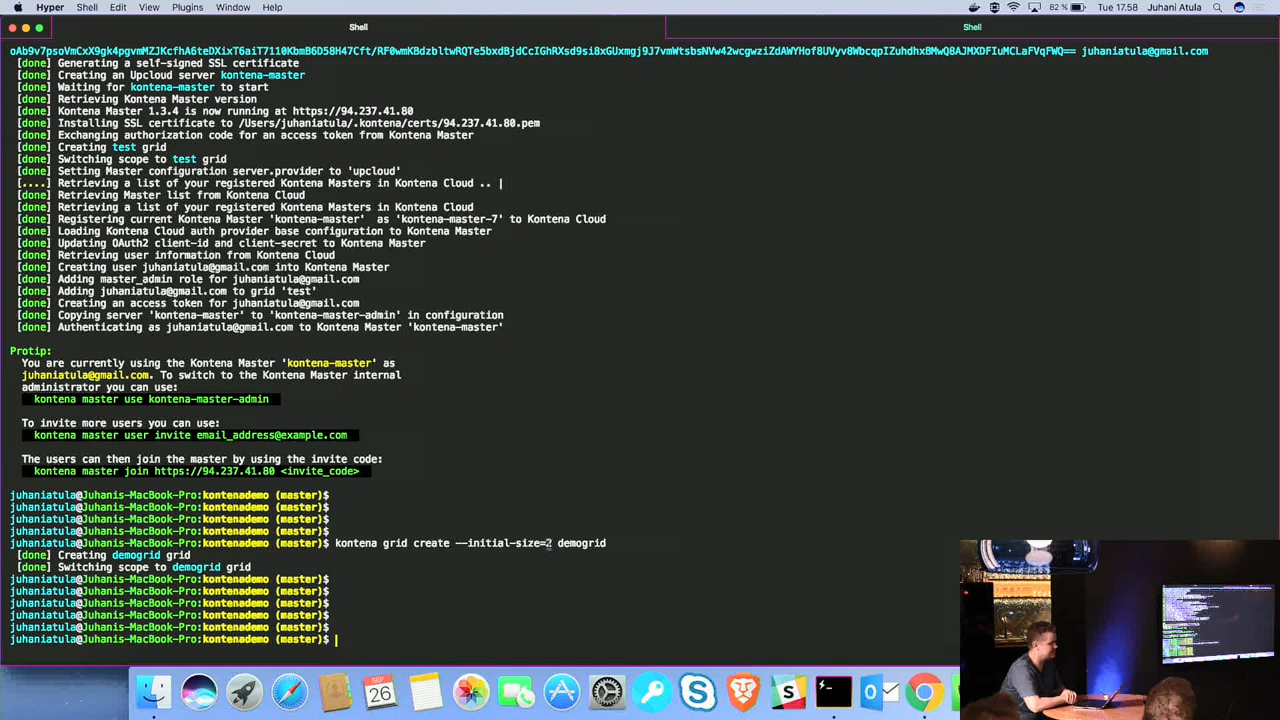 Hyper Shell Edit View Plugins Window Help 82 % Tue 17.58 Juhani Atula
Shell Shell
oAb9v7psoVmCxX9gk4pgvmMZJKcfhA6teDXixT6aiT7110KbmB6D58H47Cft/RF0wmKBdzbltwRQTe5bxdBjdCcIGhRXsd9si8xGUxmgj9J7vmWtsbsNVw42wcgwziZdAWYHof8UVyv8WbcqpIZuhdhxBMwQ8AJMXDFIuMCLaFVqFWQ== juhaniatula@gmail.com
[done] Generating a self-signed SSL certificate
[done] Creating an Upcloud server kontena-master
[done] Waiting for kontena-master to start
[done] Retrieving Kontena Master version
[done] Kontena Master 1.3.4 is now running at https://94.237.41.80
[done] Installing SSL certificate to /Users/juhaniatula/.kontena/certs/94.237.41.80.pem
[done] Exchanging authorization code for an access token from Kontena Master
[done] Creating test grid
[done] Switching scope to test grid
[done] Setting Master configuration server.provider to 'upcloud'
[....] Retrieving a list of your registered Kontena Masters in Kontena Cloud .. |
[done] Retrieving Master list from Kontena Cloud
[done] Retrieving a list of your registered Kontena Masters in Kontena Cloud
[done] Registering current Kontena Master 'kontena-master'  as 'kontena-master-7' to Kontena Cloud
[done] Loading Kontena Cloud auth provider base configuration to Kontena Master
[done] Updating OAuth2 client-id and client-secret to Kontena Master
[done] Retrieving user information from Kontena Cloud
[done] Creating user juhaniatula@gmail.com into Kontena Master
[done] Adding master_admin role for juhaniatula@gmail.com
[done] Adding juhaniatula@gmail.com to grid 'test'
[done] Creating an access token for juhaniatula@gmail.com
[done] Copying server 'kontena-master' to 'kontena-master-admin' in configuration
[done] Authenticating as juhaniatula@gmail.com to Kontena Master 'kontena-master'
Protip:
You are currently using the Kontena Master 'kontena-master' as
juhaniatula@gmail.com. To switch to the Kontena Master internal
administrator you can use:
kontena master use kontena-master-admin
To invite more users you can use:
kontena master user invite email_address@example.com
The users can then join the master by using the invite code:
kontena master join https://94.237.41.80 <invite_code>
juhaniatula@Juhanis-MacBook-Pro:kontenademo (master)$
juhaniatula@Juhanis-MacBook-Pro:kontenademo (master)$
juhaniatula@Juhanis-MacBook-Pro:kontenademo (master)$
juhaniatula@Juhanis-MacBook-Pro:kontenademo (master)$
juhaniatula@Juhanis-MacBook-Pro:kontenademo (master)$ kontena grid create --initial-size=2 demogrid
[done] Creating demogrid grid
[done] Switching scope to demogrid grid
juhaniatula@Juhanis-MacBook-Pro:kontenademo (master)$
juhaniatula@Juhanis-MacBook-Pro:kontenademo (master)$
juhaniatula@Juhanis-MacBook-Pro:kontenademo (master)$
juhaniatula@Juhanis-MacBook-Pro:kontenademo (master)$
juhaniatula@Juhanis-MacBook-Pro:kontenademo (master)$
juhaniatula@Juhanis-MacBook-Pro:kontenademo (master)$
SEP
26